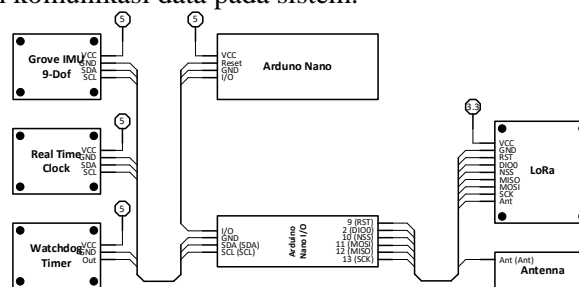 komunikasi data pada sistem.
5
5
Grove IMU
9-Dof
VCC
GND
SDA
SCL
VCC
Reset
GND
I/O
Arduino Nano
5
Real Time
Clock
VCC
GND
SDA
SCL
3.3
LoRa
VCC
GND
RST
DIO0
NSS
MISO
MOSI
SCK
Ant
5
Watchdog
Timer
VCC
GND
Out
I/O
GND
SDA (SDA)
SCL (SCL)
Arduino
Nano I/O
9 (RST)
2 (DIO0)
10 (NSS)
11 (MOSI)
12 (MISO)
13 (SCK)
Ant (Ant)
Antenna